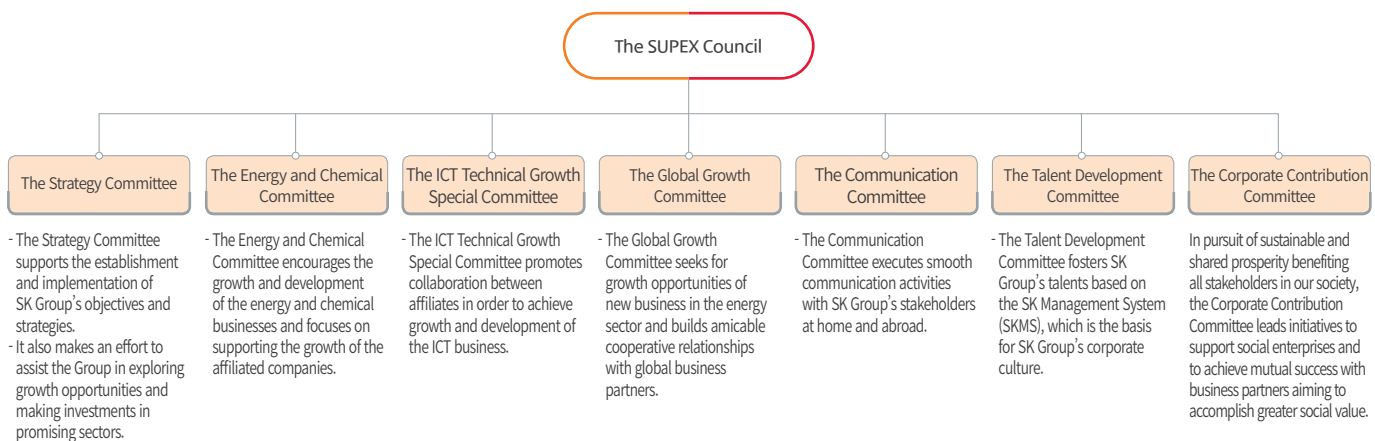 The SUPEX Council
The Strategy Committee
- The Strategy Committee
supports the establishment
and implementation of
SK Group's objectives and
strategies.
- It also makes an effort to
assist the Group in exploring
growth opportunities and
making investments in
promising sectors.
The Energy and Chemical
Committee
- The Energy and Chemical
Committee encourages the
growth and development
of the energy and chemical
businesses and focuses on
supporting the growth of the
affiliated companies.
The ICT Technical Growth
Special Committee
- The ICT Technical Growth
Special Committee promotes
collaboration between
affiliates in order to achieve
growth and development of
the ICT business.
The Global Growth
Committee
- The Global Growth
Committee seeks for
growth opportunities of
new business in the energy
sector and builds amicable
cooperative relationships
with global business
partners.
The Communication
Committee
- The Communication
Committee executes smooth
communication activities
with SK Group's stakeholders
at home and abroad.
The Talent Development
Committee
- The Talent Development
Committee fosters SK
Group's talents based on
the SK Management System
(SKMS), which is the basis
for SK Group's corporate
culture.
The Corporate Contribution
Committee
In pursuit of sustainable and
shared prosperity benefiting
all stakeholders in our society,
the Corporate Contribution
Committee leads initiatives to
support social enterprises and
to achieve mutual success with
business partners aiming to
accomplish greater social value.